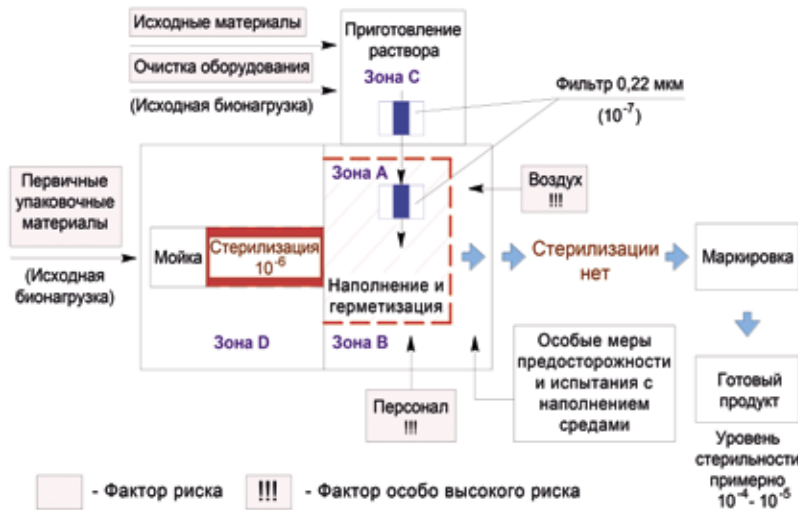 Исходные материалы
Очистка оборудования
(Исходная бионагрузка)
Приготовление
раствора
Зона C
Фильтр 0,22 мкм
(10⁻⁷)
Первичные
упаковочные
материалы
(Исходная
бионагрузка)
Мойка
Стерилизация
10⁻⁶
Зона A
Наполнение и
герметизация
Зона D
Зона B
Воздух
!!!
Стерилизации
нет
Маркировка
Персонал
!!!
Особые меры
предосторожности
и испытания с
наполнением
средами
Готовый
продукт
Уровень
стерильности
примерно
10⁻⁴- 10⁻⁵
- Фактор риска
!!! - Фактор особо высокого риска